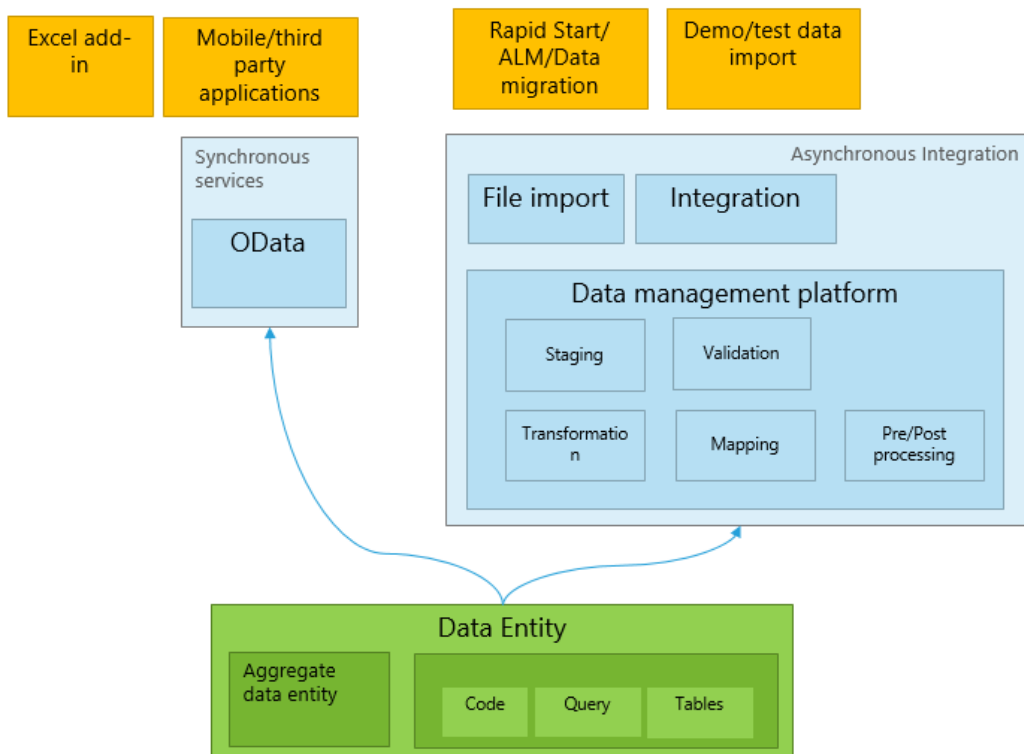 Excel add-
in
Mobile/third
party
applications
Rapid Start/
ALM/Data
migration
Demo/test data
import
Synchronous
services
OData
Asynchronous Integration
File import
Integration
Data management platform
Staging
Validation
Transformatio
n
Mapping
Pre/Post
processing
Data Entity
Aggregate
data entity
Code
Query
Tables